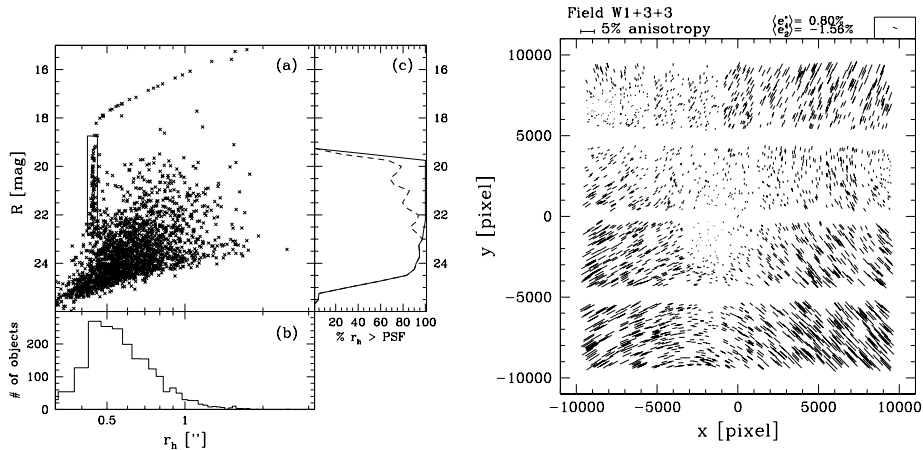 Field W1+3+3
5% anisotropy
⟨e₁*⟩= 0.80%
⟨e₂*⟩= −1.56%
(a)
(c)
16
18
20
22
24
R [mag]
16
18
20
22
24
20 40 60 80 100
% r_h > PSF
(b)
200
100
0
# of objects
0.5 1
r_h ["]
10000
5000
0
−5000
−10000
y [pixel]
−10000 −5000 0 5000 10000
x [pixel]